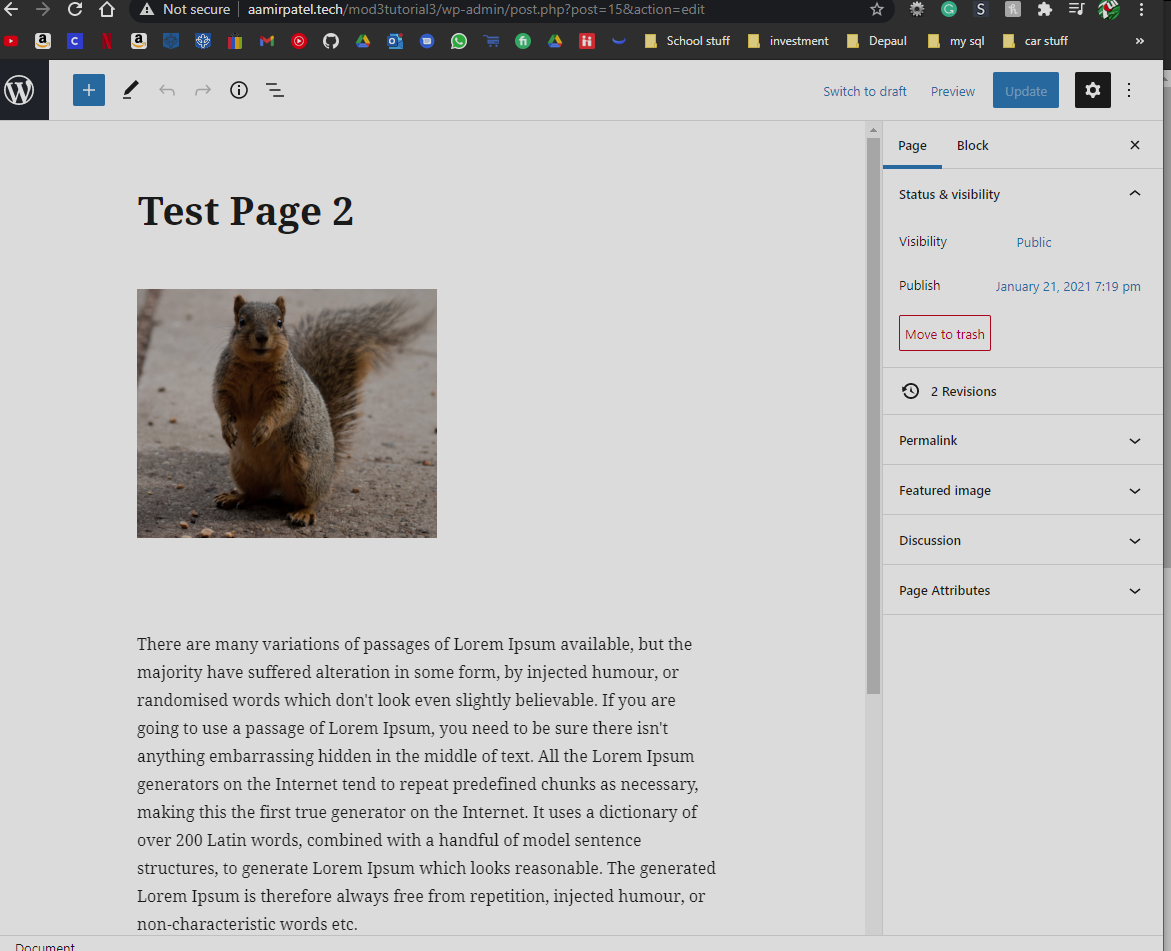 Not secure aamirpatel.tech/mod3tutorial3/wp-admin/post.php?post=15&action=edit
School stuff investment Depaul my sql car stuff »
Switch to draft Preview Update
Page Block
Test Page 2
Status & visibility
Visibility Public
Publish January 21, 2021 7:19 pm
Move to trash
2 Revisions
Permalink
Featured image
Discussion
Page Attributes
There are many variations of passages of Lorem Ipsum available, but the
majority have suffered alteration in some form, by injected humour, or
randomised words which don't look even slightly believable. If you are
going to use a passage of Lorem Ipsum, you need to be sure there isn't
anything embarrassing hidden in the middle of text. All the Lorem Ipsum
generators on the Internet tend to repeat predefined chunks as necessary,
making this the first true generator on the Internet. It uses a dictionary of
over 200 Latin words, combined with a handful of model sentence
structures, to generate Lorem Ipsum which looks reasonable. The generated
Lorem Ipsum is therefore always free from repetition, injected humour, or
non-characteristic words etc.
Document